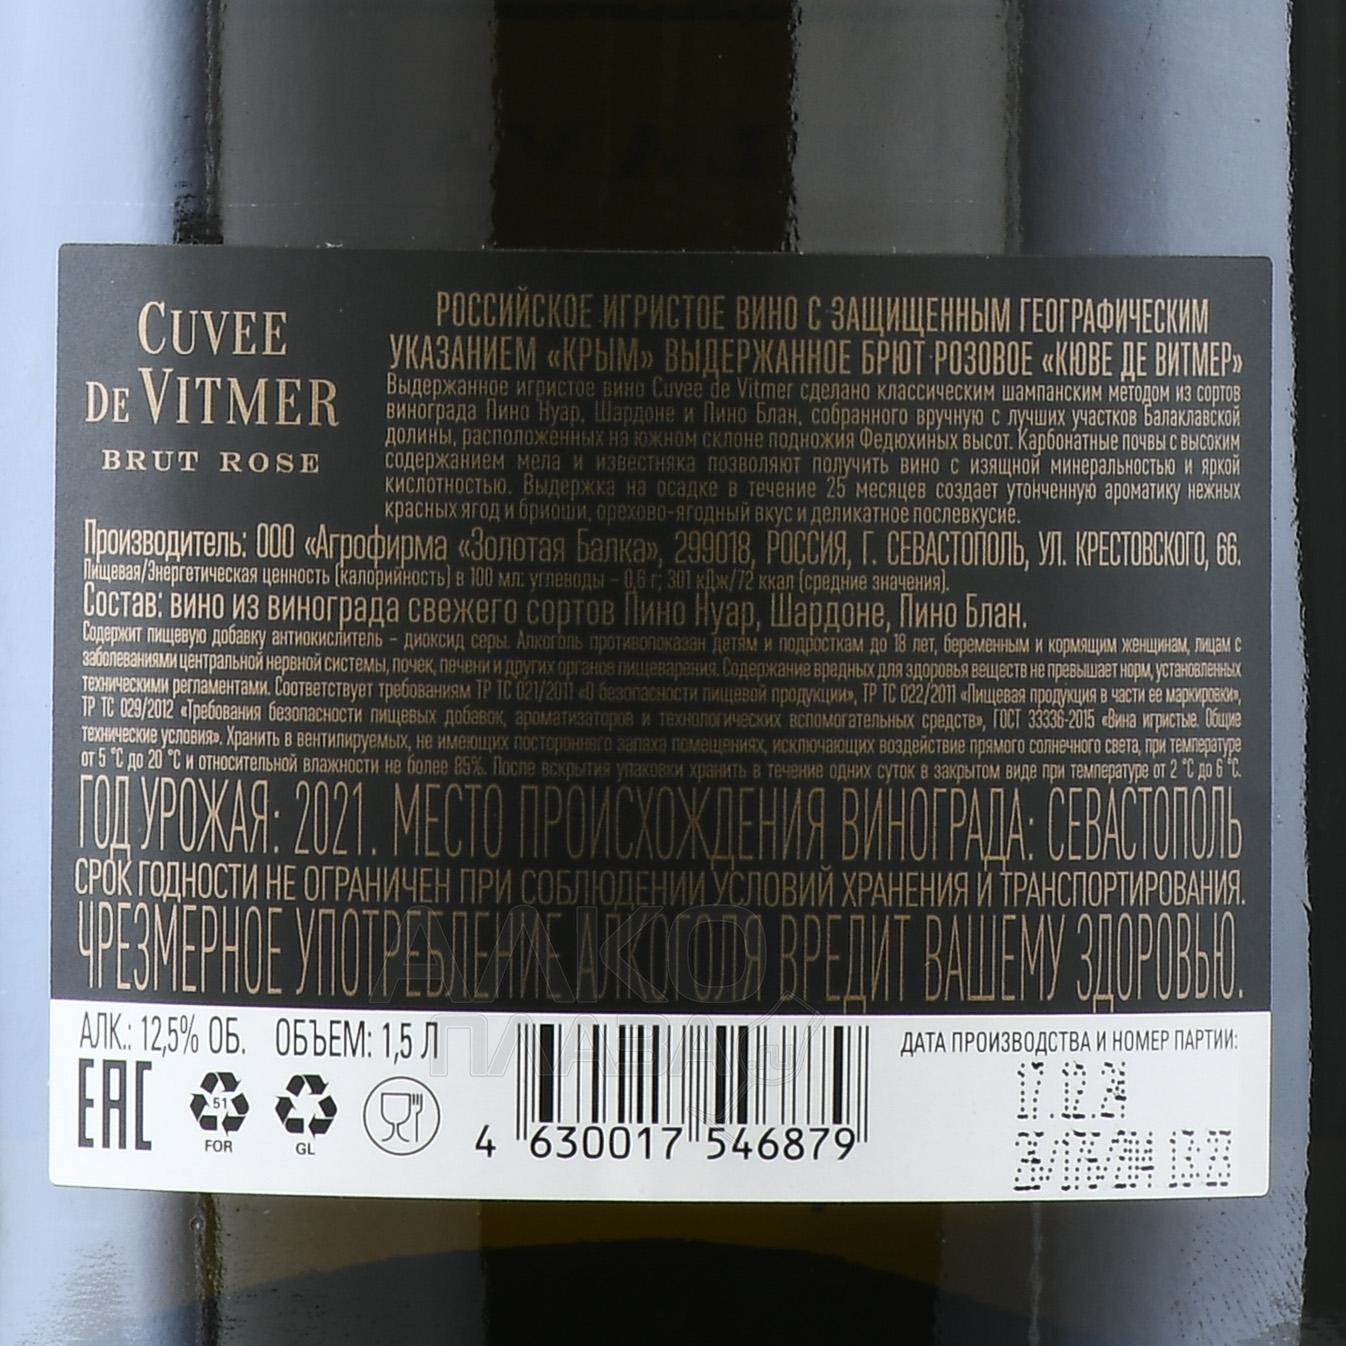 CUVEE
DE VITMER
BRUT ROSE
РОССИЙСКОЕ ИГРИСТОЕ ВИНО С ЗАЩИЩЕННЫМ ГЕОГРАФИЧЕСКИМ
УКАЗАНИЕМ «КРЫМ» ВЫДЕРЖАННОЕ БРЮТ РОЗОВОЕ «КЮВЕ ДЕ ВИТМЕР»
Выдержанное игристое вино Cuvee de Vitmer сделано классическим шампанским методом из сортов
винограда Пино Нуар, Шардоне и Пино Блан, собранного вручную с лучших участков Балаклавской
долины, расположенных на южном склоне подножия Федюхиных высот. Карбонатные почвы с высоким
содержанием мела и известняка позволяют получить вино с изящной минеральностью и яркой
кислотностью. Выдержка на осадке в течение 25 месяцев создает утонченную ароматику нежных
красных ягод и бриоши, орехово-ягодный вкус и деликатное послевкусие.
Производитель: ООО «Агрофирма «Золотая Балка», 299018, РОССИЯ, Г. СЕВАСТОПОЛЬ, УЛ. КРЕСТОВСКОГО, 66.
Пищевая/Энергетическая ценность (калорийность) в 100 мл: углеводы – 0,6 г; 301 кДж/72 ккал (средние значения).
Состав: вино из винограда свежего сортов Пино Нуар, Шардоне, Пино Блан.
Содержит пищевую добавку антиокислитель – диоксид серы. Алкоголь противопоказан детям и подросткам до 18 лет, беременным и кормящим женщинам, лицам с
заболеваниями центральной нервной системы, почек, печени и других органов пищеварения. Содержание вредных для здоровья веществ не превышает норм, установленных
техническими регламентами. Соответствует требованиям ТР ТС 021/2011 «О безопасности пищевой продукции», ТР ТС 022/2011 «Пищевая продукция в части ее маркировки»,
ТР ТС 029/2012 «Требования безопасности пищевых добавок, ароматизаторов и технологических вспомогательных средств», ГОСТ 33336-2015 «Вина игристые. Общие
технические условия». Хранить в вентилируемых, не имеющих постороннего запаха помещениях, исключающих воздействие прямого солнечного света, при температуре
от 5 °С до 20 °С и относительной влажности не более 85%. После вскрытия упаковки хранить в течение одних суток в закрытом виде при температуре от 2 °С до 6 °С.
ГОД УРОЖАЯ: 2021. МЕСТО ПРОИСХОЖДЕНИЯ ВИНОГРАДА: СЕВАСТОПОЛЬ
СРОК ГОДНОСТИ НЕ ОГРАНИЧЕН ПРИ СОБЛЮДЕНИИ УСЛОВИЙ ХРАНЕНИЯ И ТРАНСПОРТИРОВАНИЯ.
ЧРЕЗМЕРНОЕ УПОТРЕБЛЕНИЕ АЛКОГОЛЯ ВРЕДИТ ВАШЕМУ ЗДОРОВЬЮ.
АЛКО
ПЛАЗА.ru
АЛК.: 12,5% ОБ. ОБЪЕМ: 1,5 Л
EAC
51
FOR
GL
4 630017 546879
ДАТА ПРОИЗВОДСТВА И НОМЕР ПАРТИИ:
17.12.24
13:23